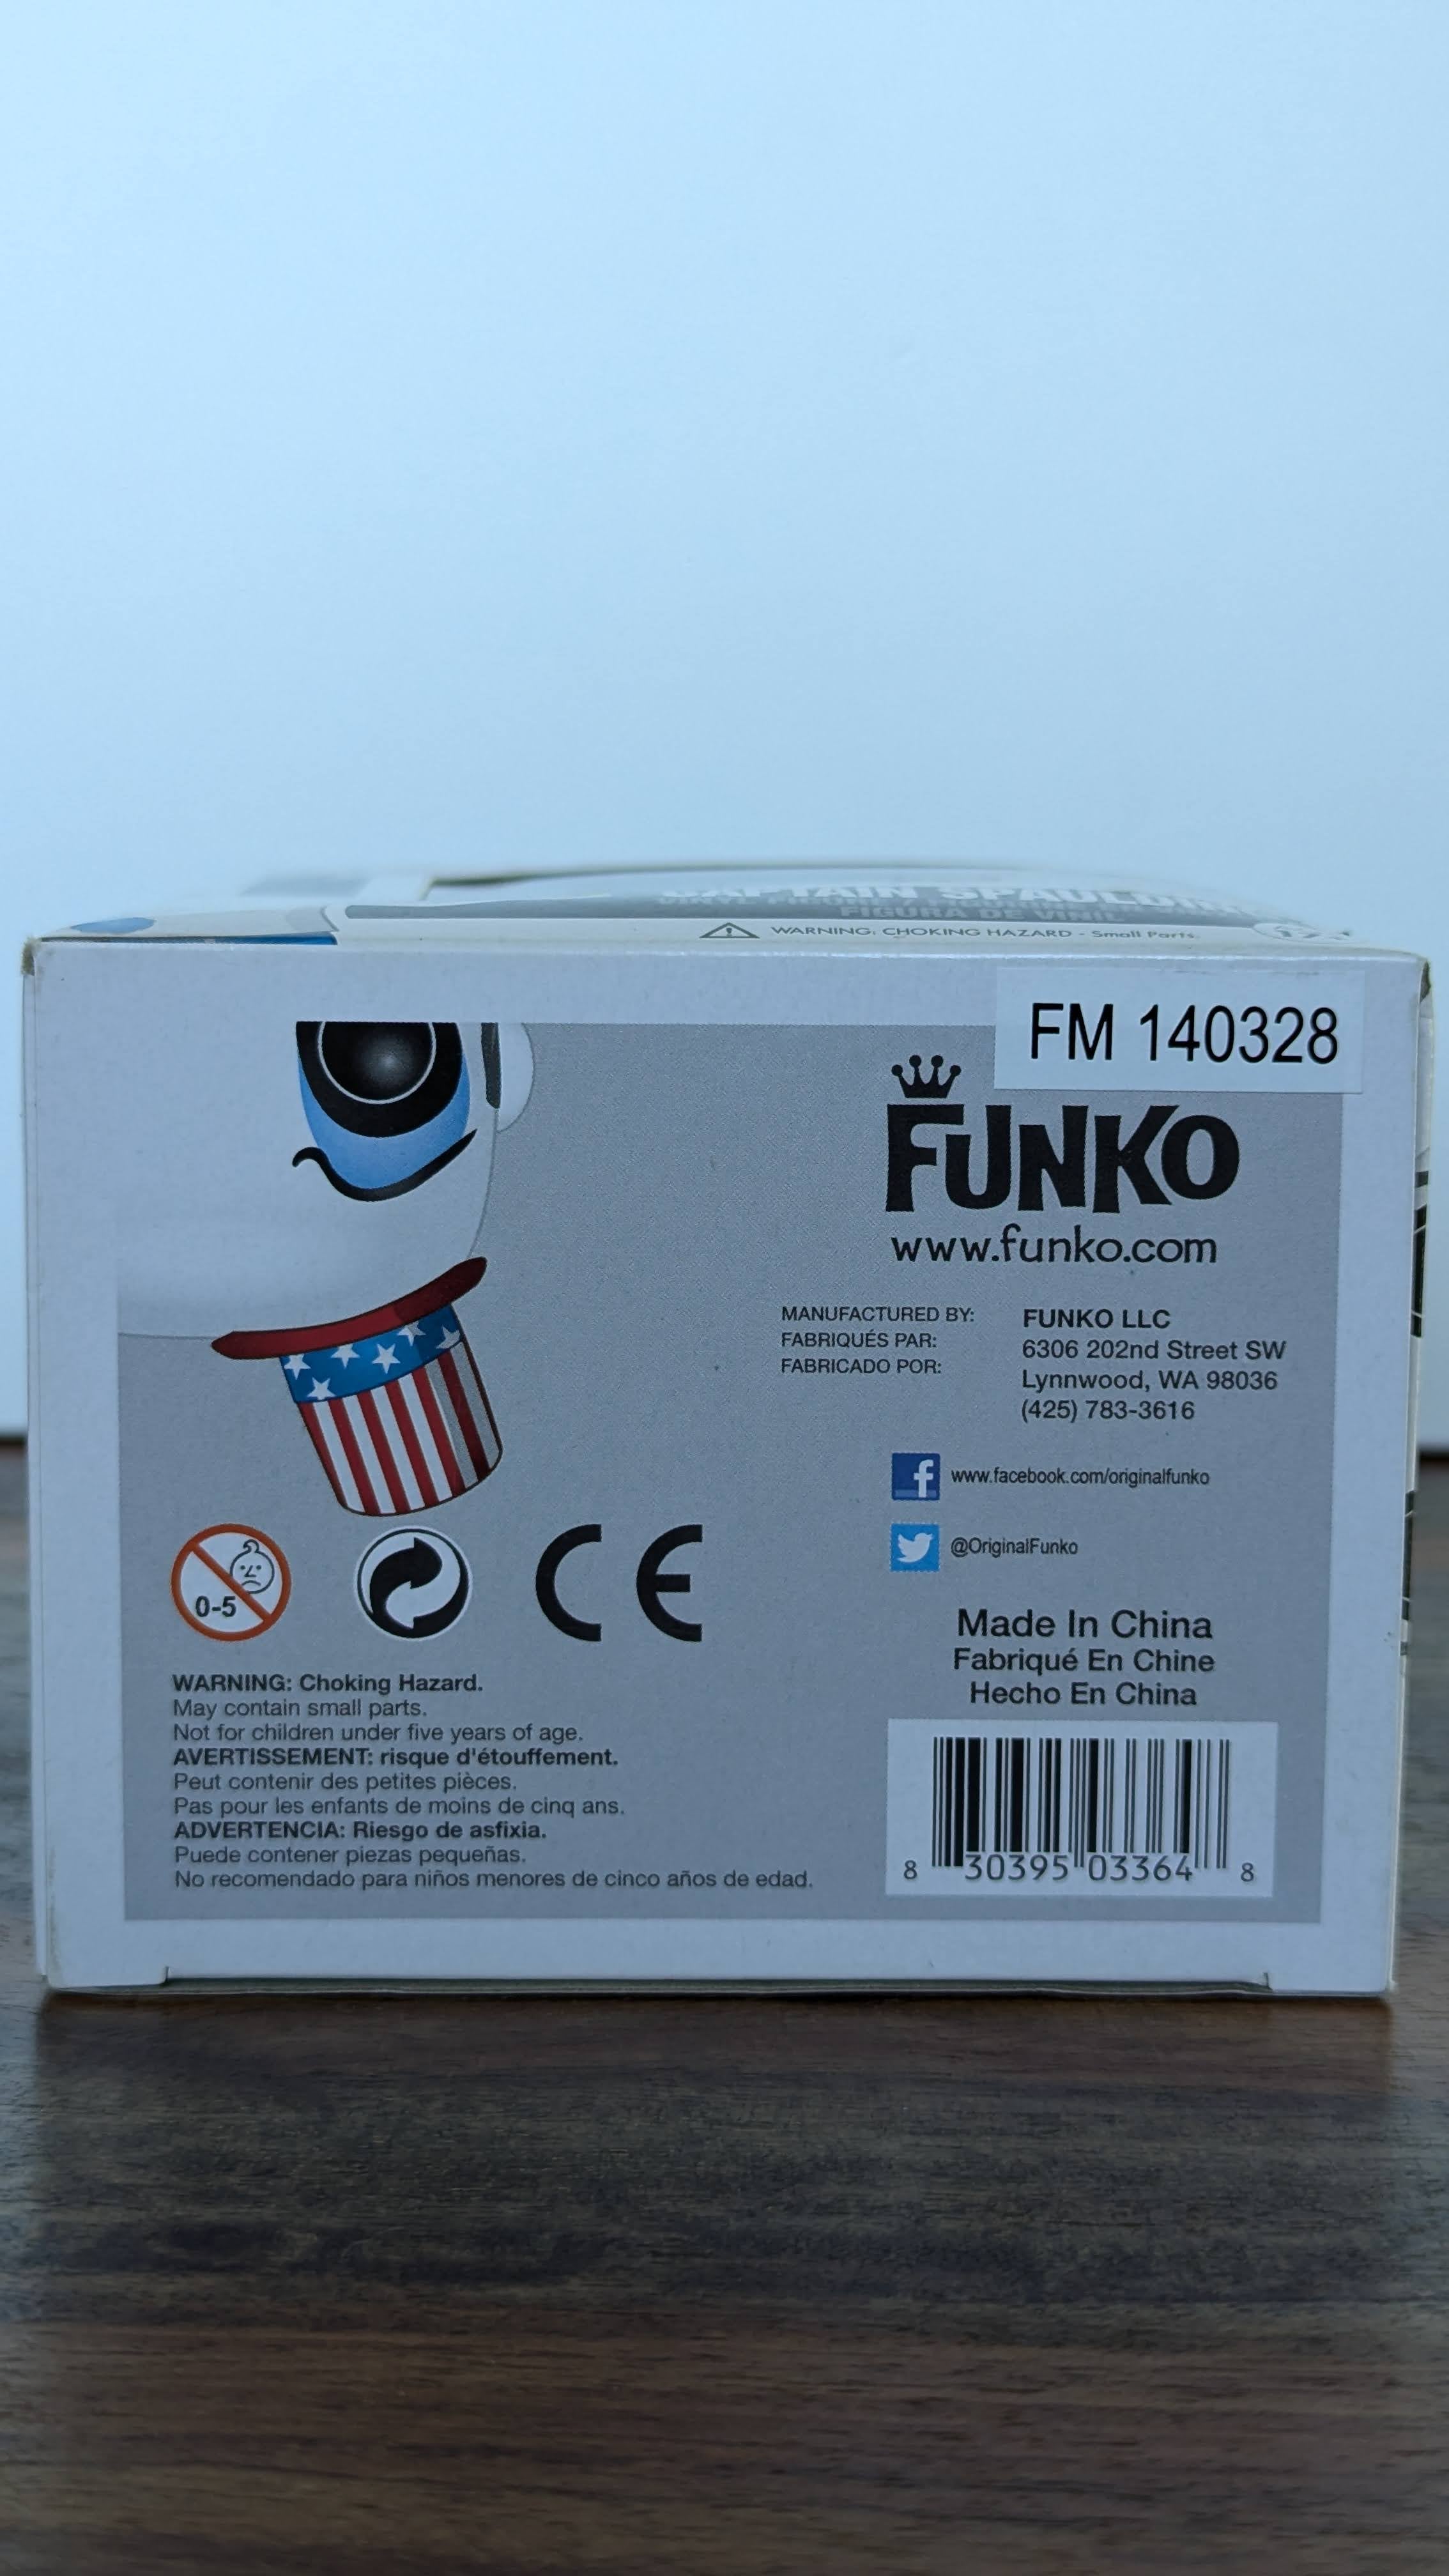 CAPTAIN SPAULDING
FIGURA DE VINIL
WARNING: CHOKING HAZARD - Small Parts.
FM 140328
FUNKO
www.funko.com
MANUFACTURED BY:
FABRIQUÉS PAR:
FABRICADO POR:
FUNKO LLC
6306 202nd Street SW
Lynnwood, WA 98036
(425) 783-3616
www.facebook.com/originalfunko
@OriginalFunko
0-5
CE
WARNING: Choking Hazard.
May contain small parts.
Not for children under five years of age.
AVERTISSEMENT: risque d'étouffement.
Peut contenir des petites pièces.
Pas pour les enfants de moins de cinq ans.
ADVERTENCIA: Riesgo de asfixia.
Puede contener piezas pequeñas.
No recomendado para niños menores de cinco años de edad.
Made In China
Fabriqué En Chine
Hecho En China
8 30395 03364 8